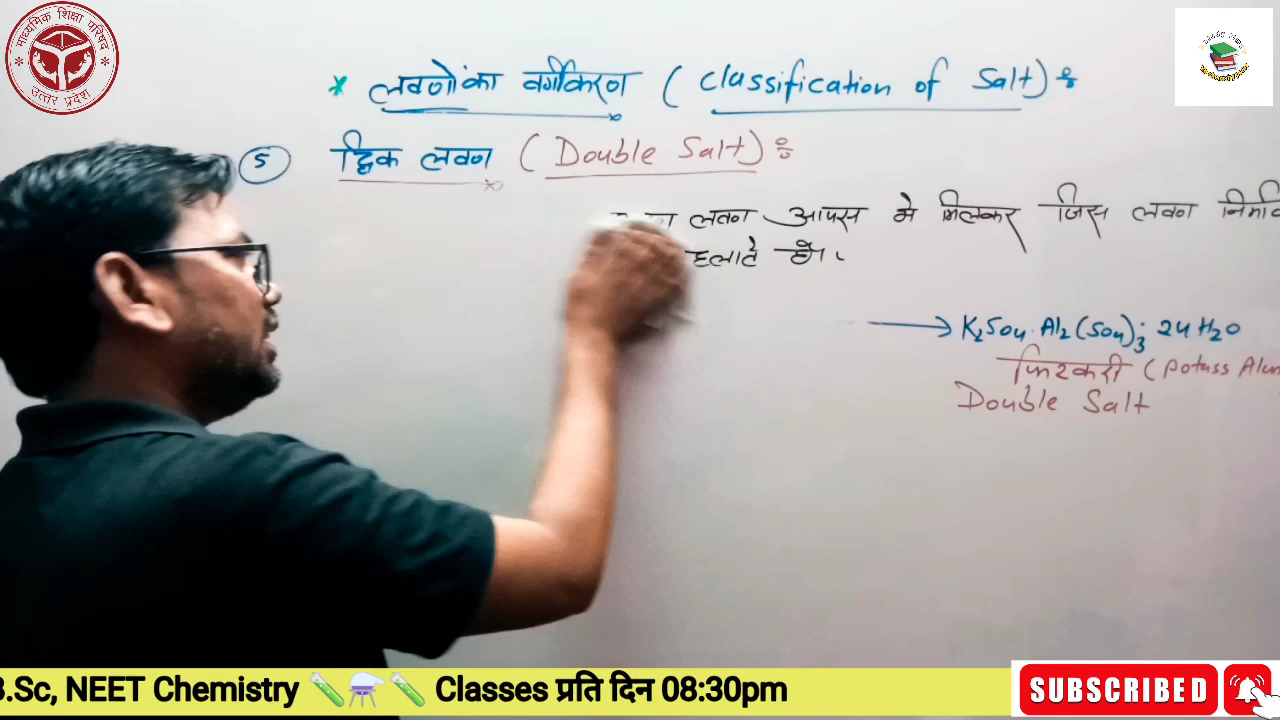 माध्यमिक शिक्षा परिषद
उत्तर प्रदेश
* लवणों का वर्गीकरण ( Classification of Salt) :
5 द्विक लवण ( Double Salt) :
लवण आपस मे मिलकर जिस लवण
हलाते है।
→ K2SO4. Al2(SO4)3; 24H2O
फिटकरी (Potass Alum
Double Salt
B.Sc, NEET Chemistry Classes प्रति दिन 08:30pm
SUBSCRIBED